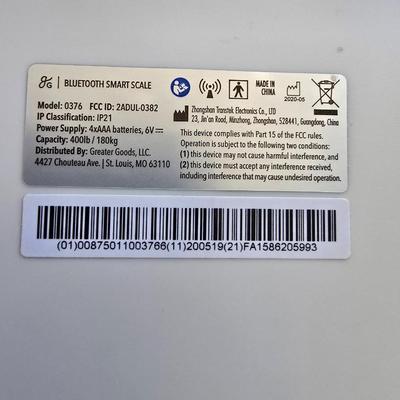 gG | BLUETOOTH SMART SCALE
Model: 0376 FCC ID: 2ADUL-0382
IP Classification: IP21
Power Supply: 4xAAA batteries, 6V⎓
Capacity: 400lb / 180kg
Distributed By: Greater Goods, LLC.
4427 Chouteau Ave. | St. Louis, MO 63110
MADE IN
CHINA
2020-05
Zhongshan Transtek Electronics Co., LTD
23, Jin'an Road, Minzhong, Zhongshan, 528441, Guangdong, China
This device complies with Part 15 of the FCC rules.
Operation is subject to the following two conditions:
(1) this device may not cause harmful interference, and
(2) this device must accept any interference received,
including interference that may cause undesired operation.
(01)00875011003766(11)200519(21)FA1586205993